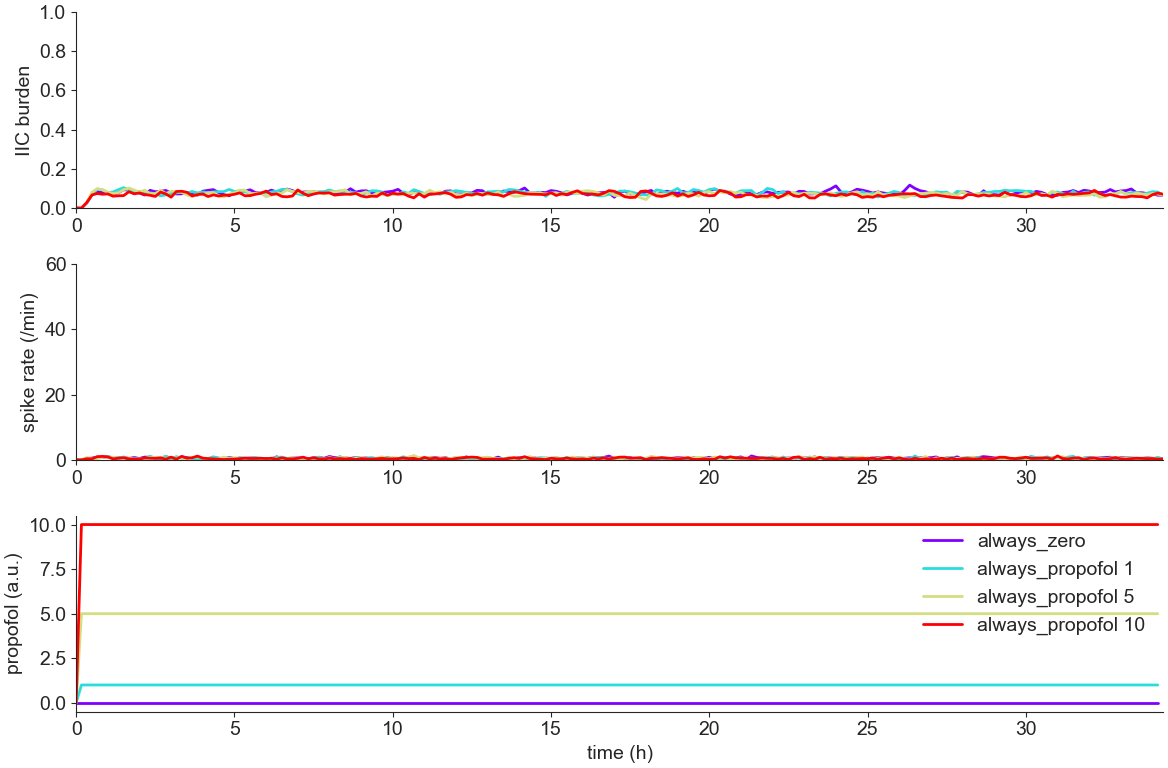 1.0
0.8
0.6
0.4
0.2
0.0
IIC burden
0 5 10 15 20 25 30
60
40
20
0
spike rate (/min)
0 5 10 15 20 25 30
10.0
7.5
5.0
2.5
0.0
propofol (a.u.)
always_zero
always_propofol 1
always_propofol 5
always_propofol 10
0 5 10 15 20 25 30
time (h)